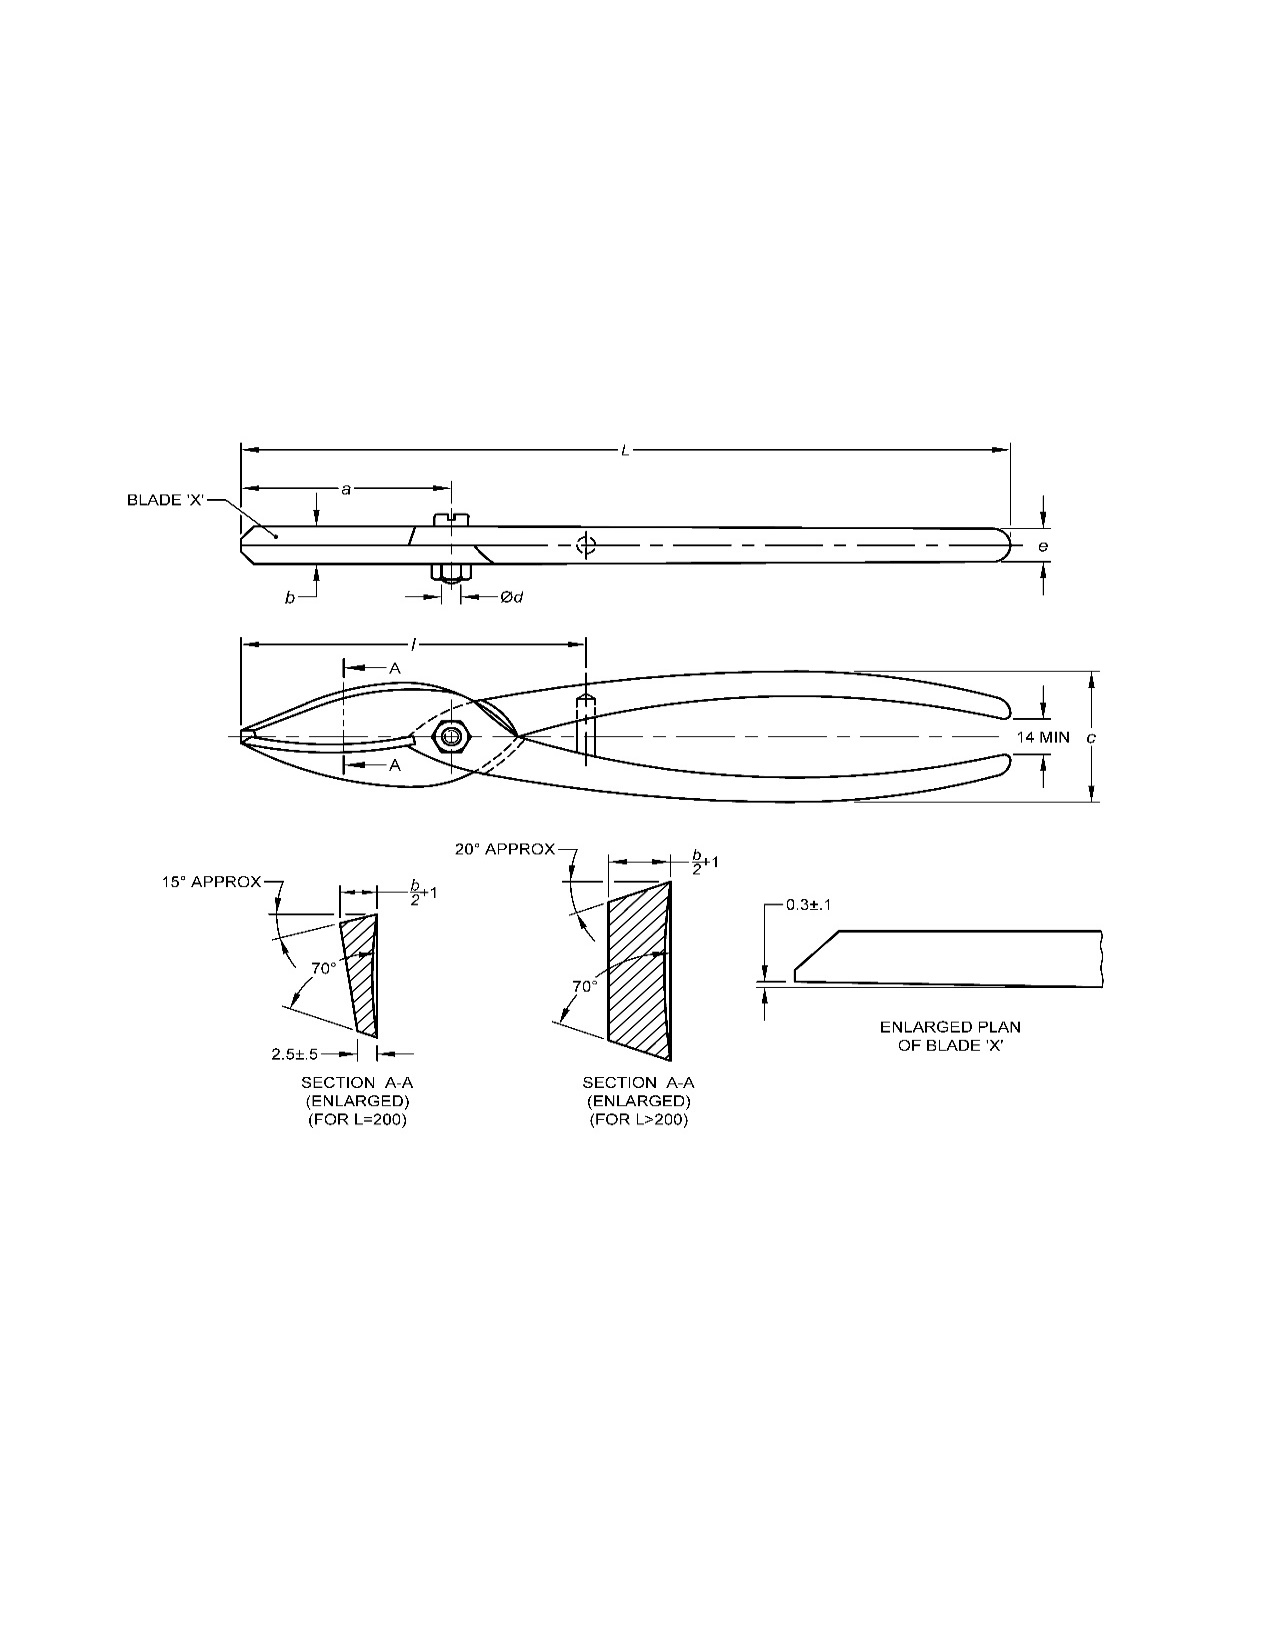 L
a
BLADE 'X'
e
b
Ød
l
A
14 MIN
c
A
20° APPROX
b/2+1
15° APPROX
b/2+1
0.3±.1
70°
70°
ENLARGED PLAN
OF BLADE 'X'
2.5±.5
SECTION A-A
(ENLARGED)
(FOR L=200)
SECTION A-A
(ENLARGED)
(FOR L>200)